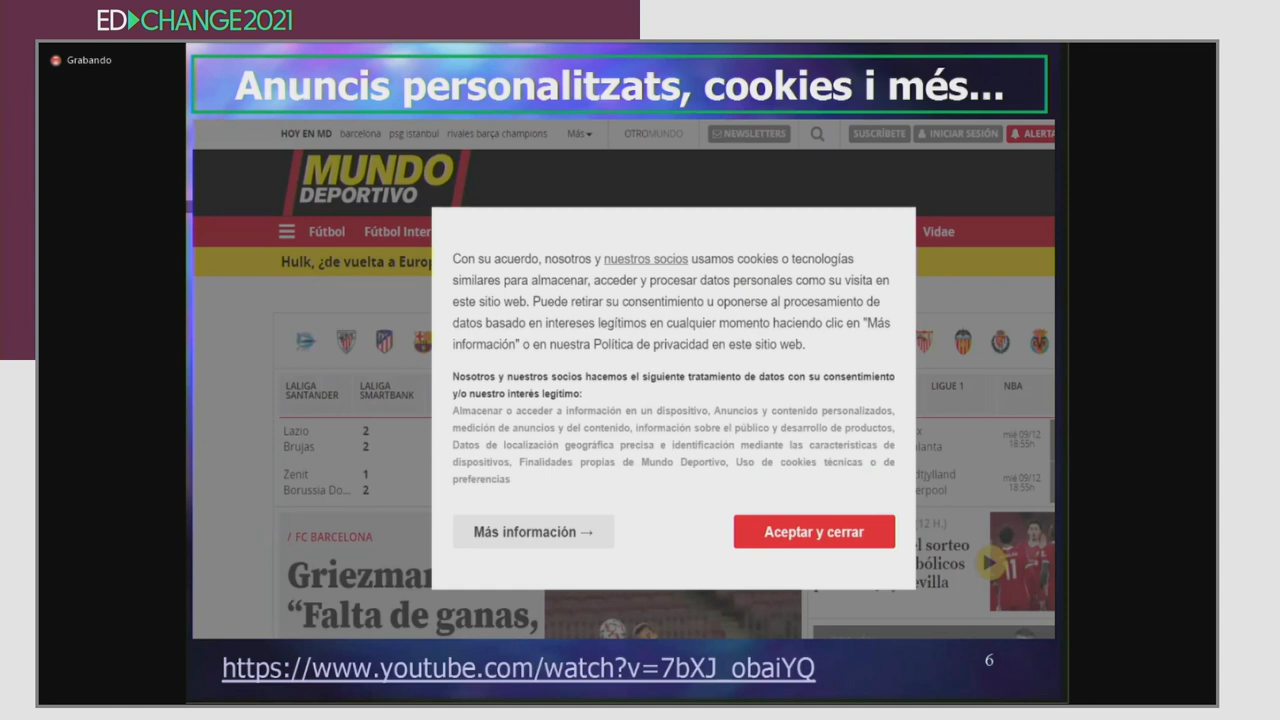 ED▶CHANGE2021
Grabando
Anuncis personalitzats, cookies i més...
HOY EN MD barcelona psg istanbul rivales barça champions Más OTROMUNDO NEWSLETTERS SUSCRÍBETE INICIAR SESIÓN ALERTA
MUNDO
DEPORTIVO
Fútbol Fútbol Inter Vidae
Hulk, ¿de vuelta a Euro
Con su acuerdo, nosotros y nuestros socios usamos cookies o tecnologías
similares para almacenar, acceder y procesar datos personales como su visita en
este sitio web. Puede retirar su consentimiento u oponerse al procesamiento de
datos basado en intereses legítimos en cualquier momento haciendo clic en "Más
información" o en nuestra Política de privacidad en este sitio web.
Nosotros y nuestros socios hacemos el siguiente tratamiento de datos con su consentimiento
y/o nuestro interés legítimo:
Almacenar o acceder a información en un dispositivo, Anuncios y contenido personalizados,
medición de anuncios y del contenido, información sobre el público y desarrollo de productos,
Datos de localización geográfica precisa e identificación mediante las características de
dispositivos, Finalidades propias de Mundo Deportivo, Uso de cookies técnicas o de
preferencias
Más información →
Aceptar y cerrar
LALIGA
SANTANDER
LALIGA
SMARTBANK
LIGUE 1
NBA
Lazio 2
Brujas 2
Zenit 1
Borussia Do... 2
mié 09/12
18:55h
dtjylland
erpool
mié 09/12
18:55h
/ FC BARCELONA
Griezman
“Falta de ganas,
(12 H.)
el sorteo
bólicos
evilla
11
https://www.youtube.com/watch?v=7bXJ_obaiYQ
6